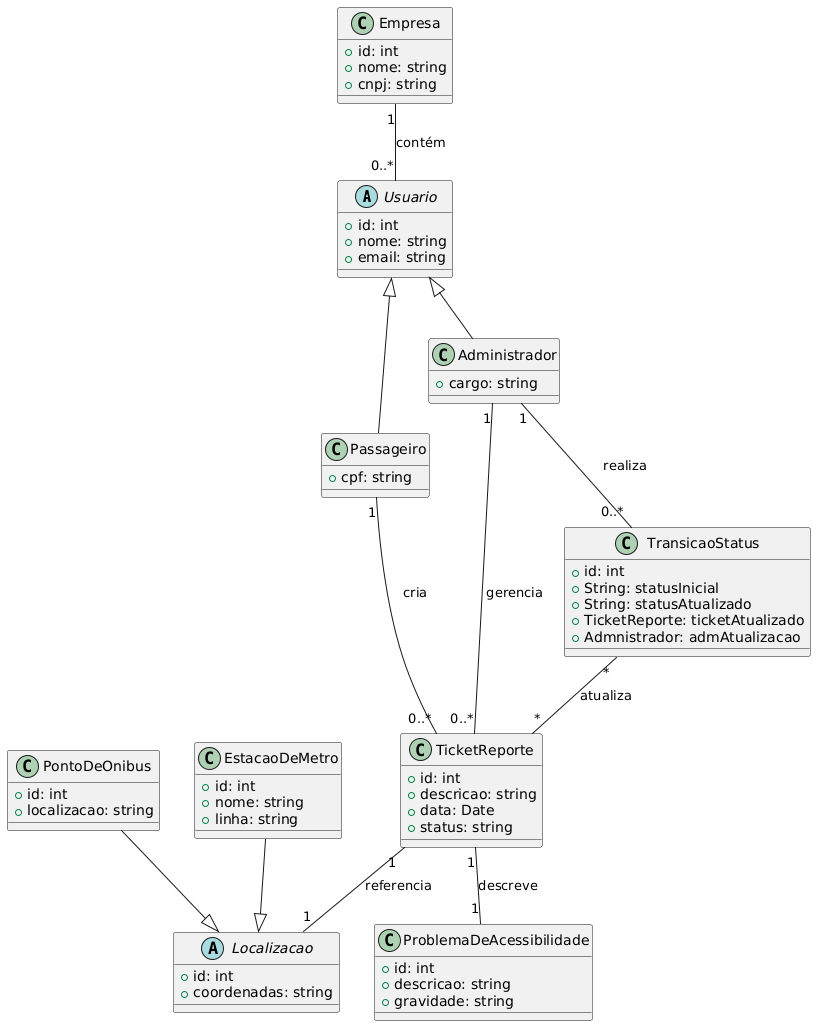 C Empresa
id: int
nome: string
cnpj: string
1
contém
0..*
A Usuario
id: int
nome: string
email: string
C Administrador
cargo: string
C Passageiro
cpf: string
1
1
1
realiza
0..*
cria
gerencia
C TransicaoStatus
id: int
String: statusInicial
String: statusAtualizado
TicketReporte: ticketAtualizado
Admnistrador: admAtualizacao
*
atualiza
0..*
0..*
*
C PontoDeOnibus
id: int
localizacao: string
C EstacaoDeMetro
id: int
nome: string
linha: string
C TicketReporte
id: int
descricao: string
data: Date
status: string
1
referencia
1
1
descreve
1
A Localizacao
id: int
coordenadas: string
C ProblemaDeAcessibilidade
id: int
descricao: string
gravidade: string